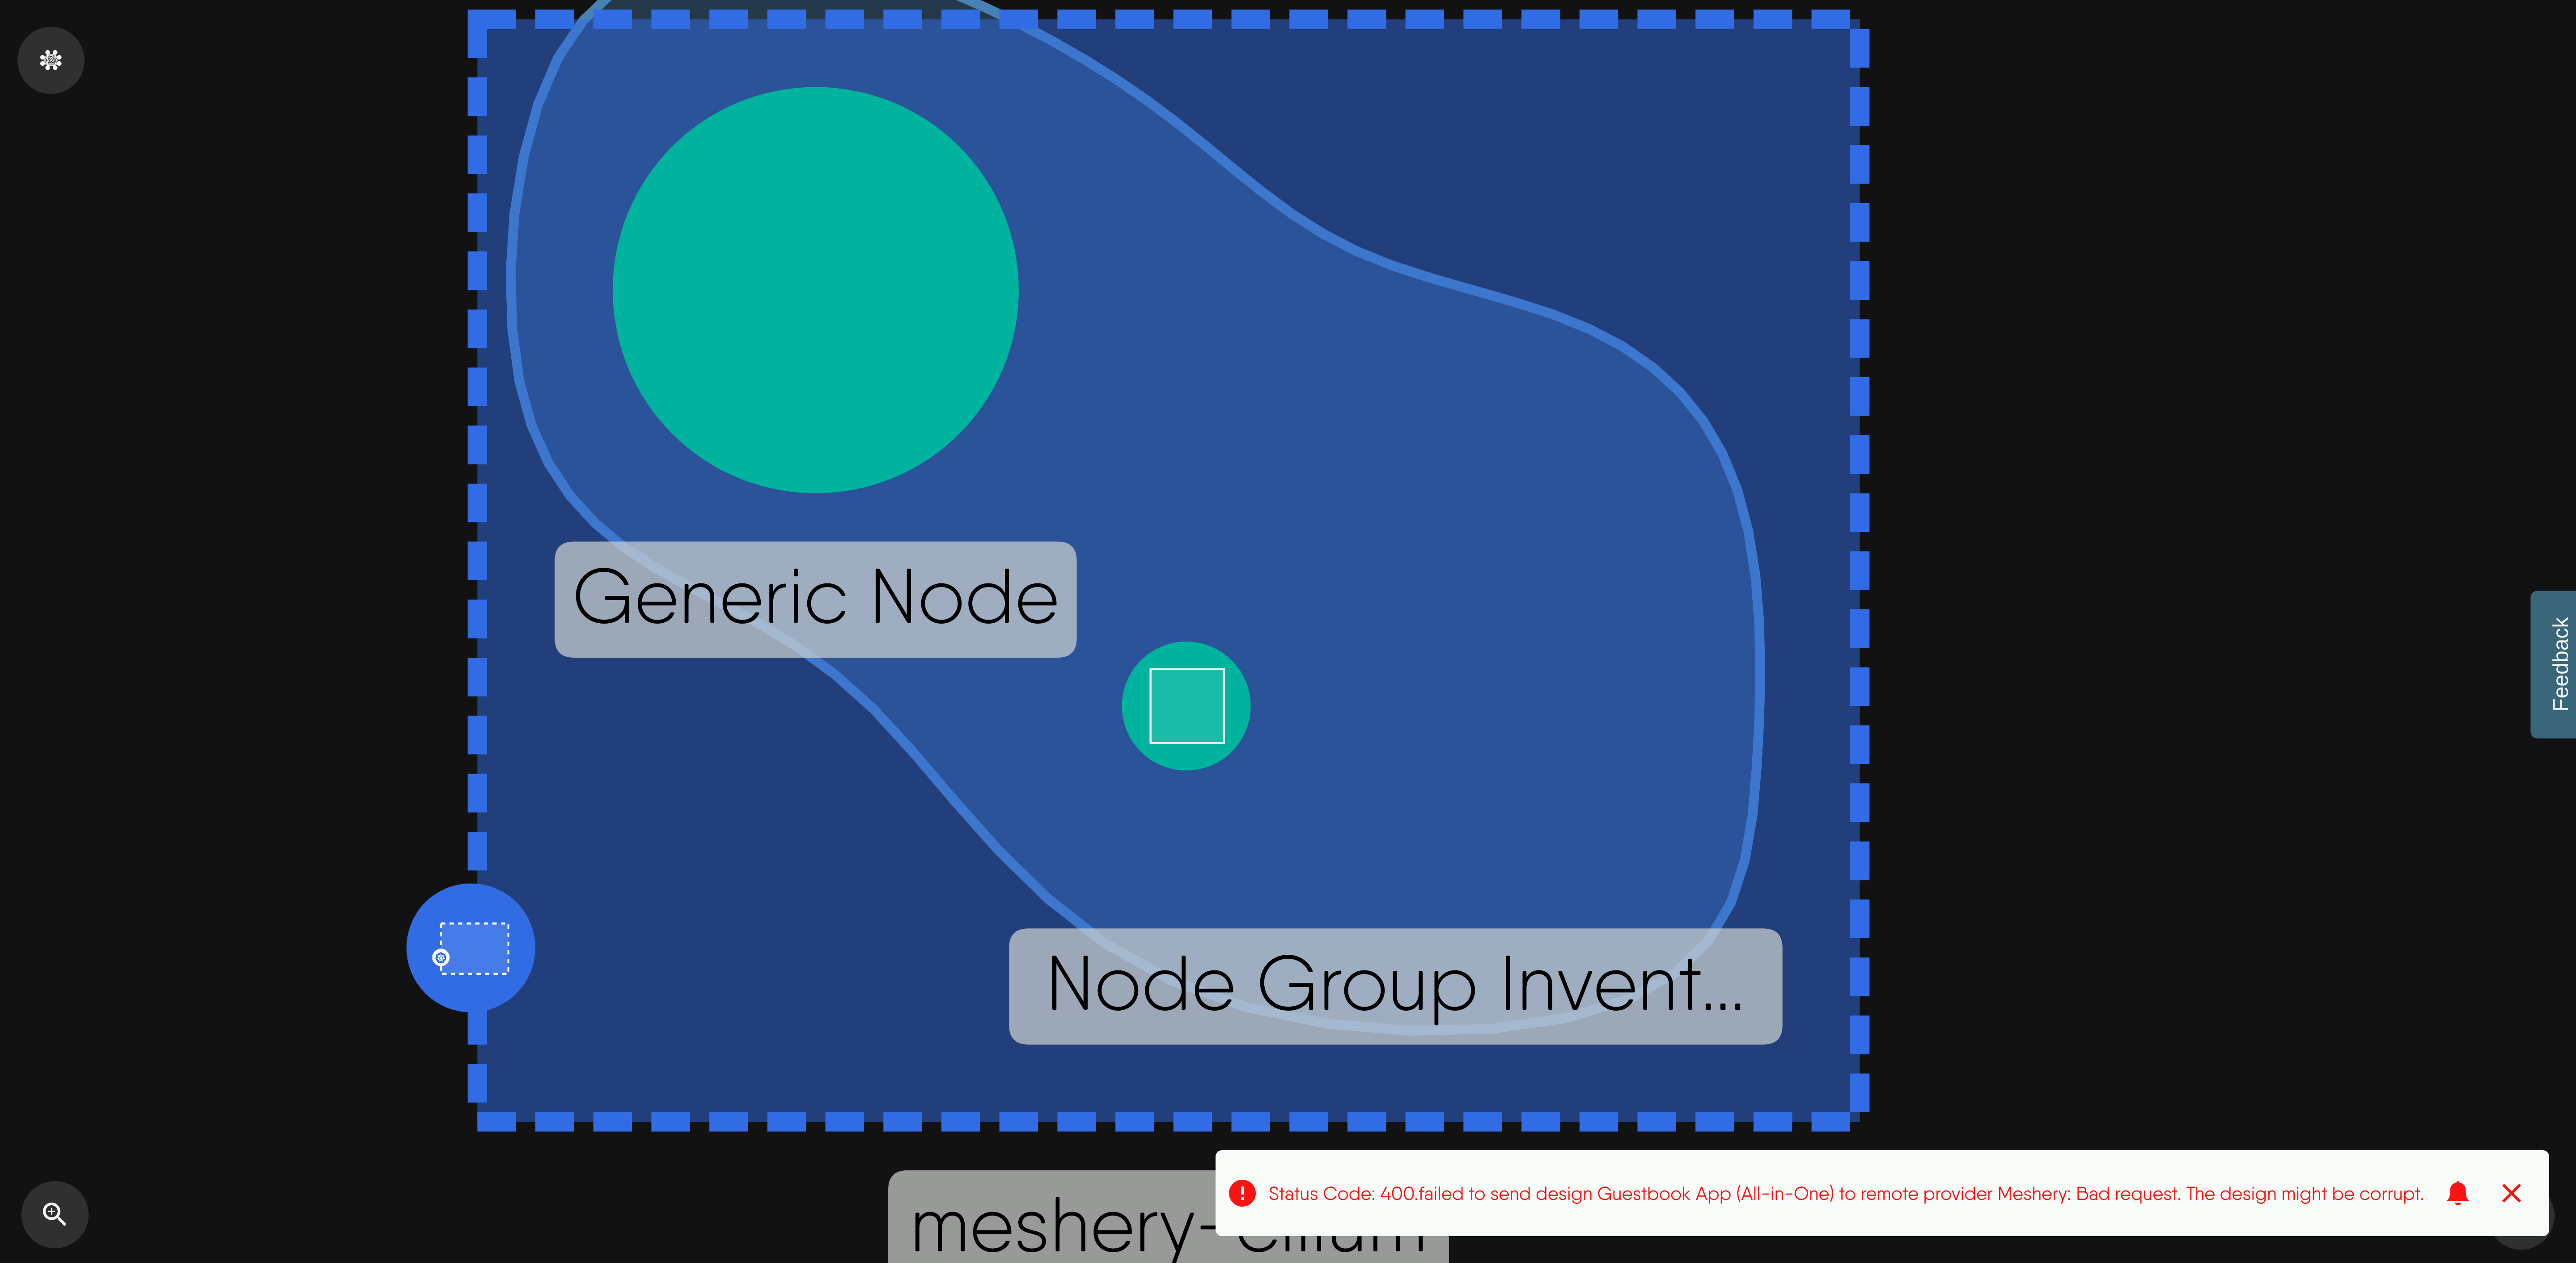 Generic Node
Node Group Invent...
Feedback
meshery-
Status Code: 400.failed to send design Guestbook App (All-in-One) to remote provider Meshery: Bad request. The design might be corrupt.